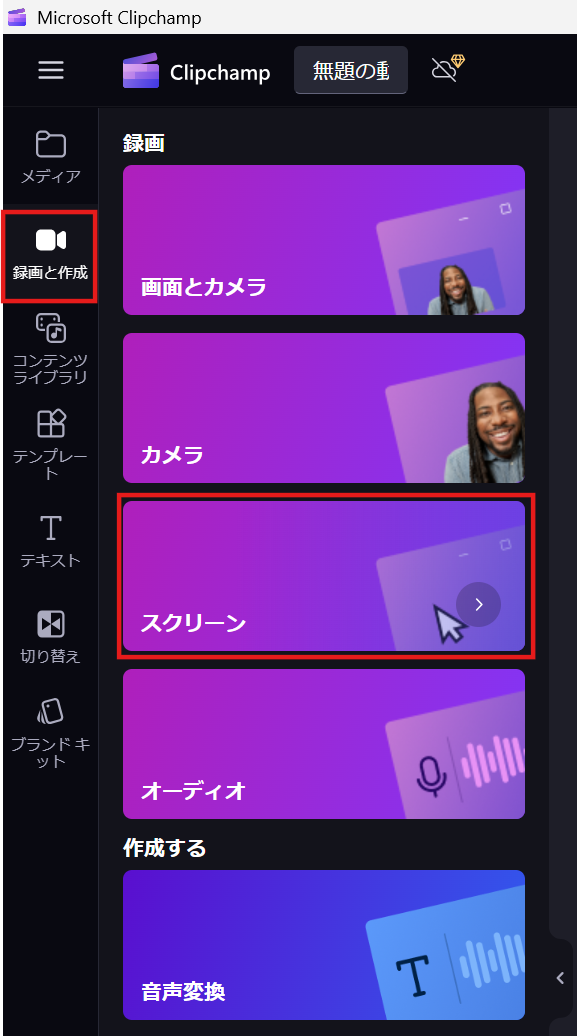 Microsoft Clipchamp
Clipchamp
無題の動
メディア
録画と作成
コンテンツ
ライブラリ
テンプレー
ト
テキスト
切り替え
ブランド キ
ット
録画
画面とカメラ
カメラ
スクリーン
オーディオ
作成する
T
音声変換